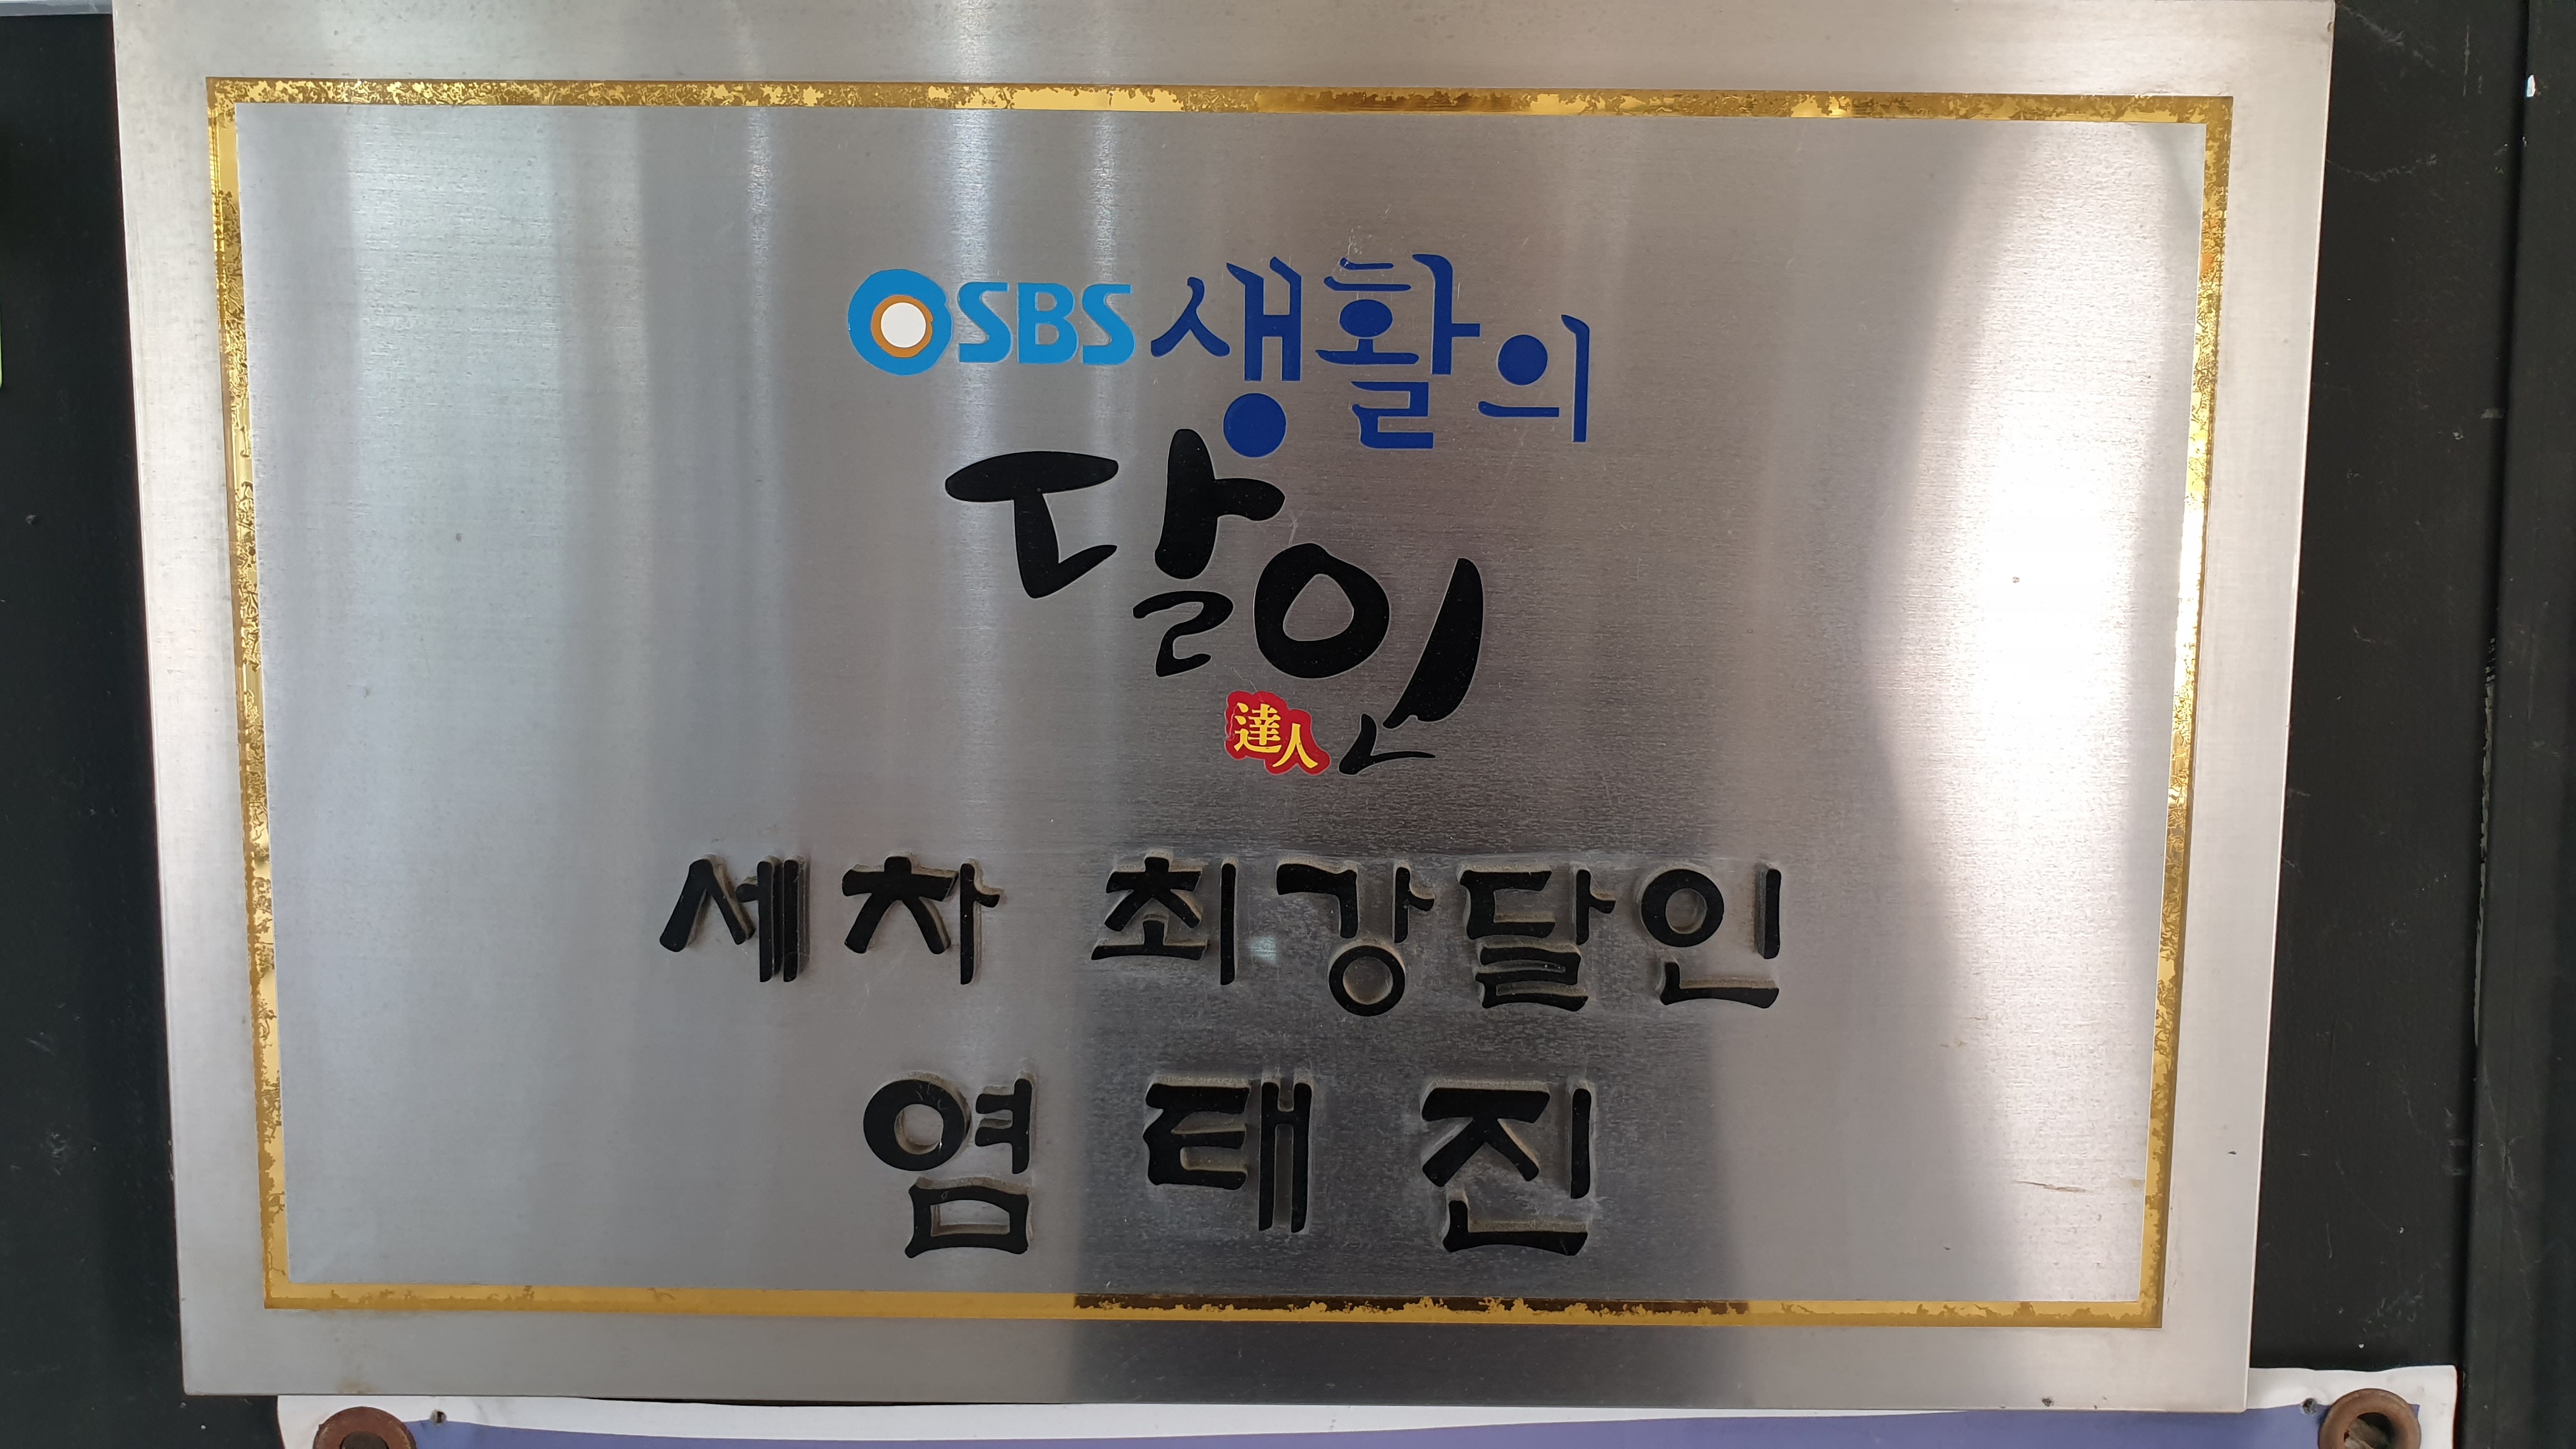 SBS 생활의
달인
達人
세차 최강달인
염태진